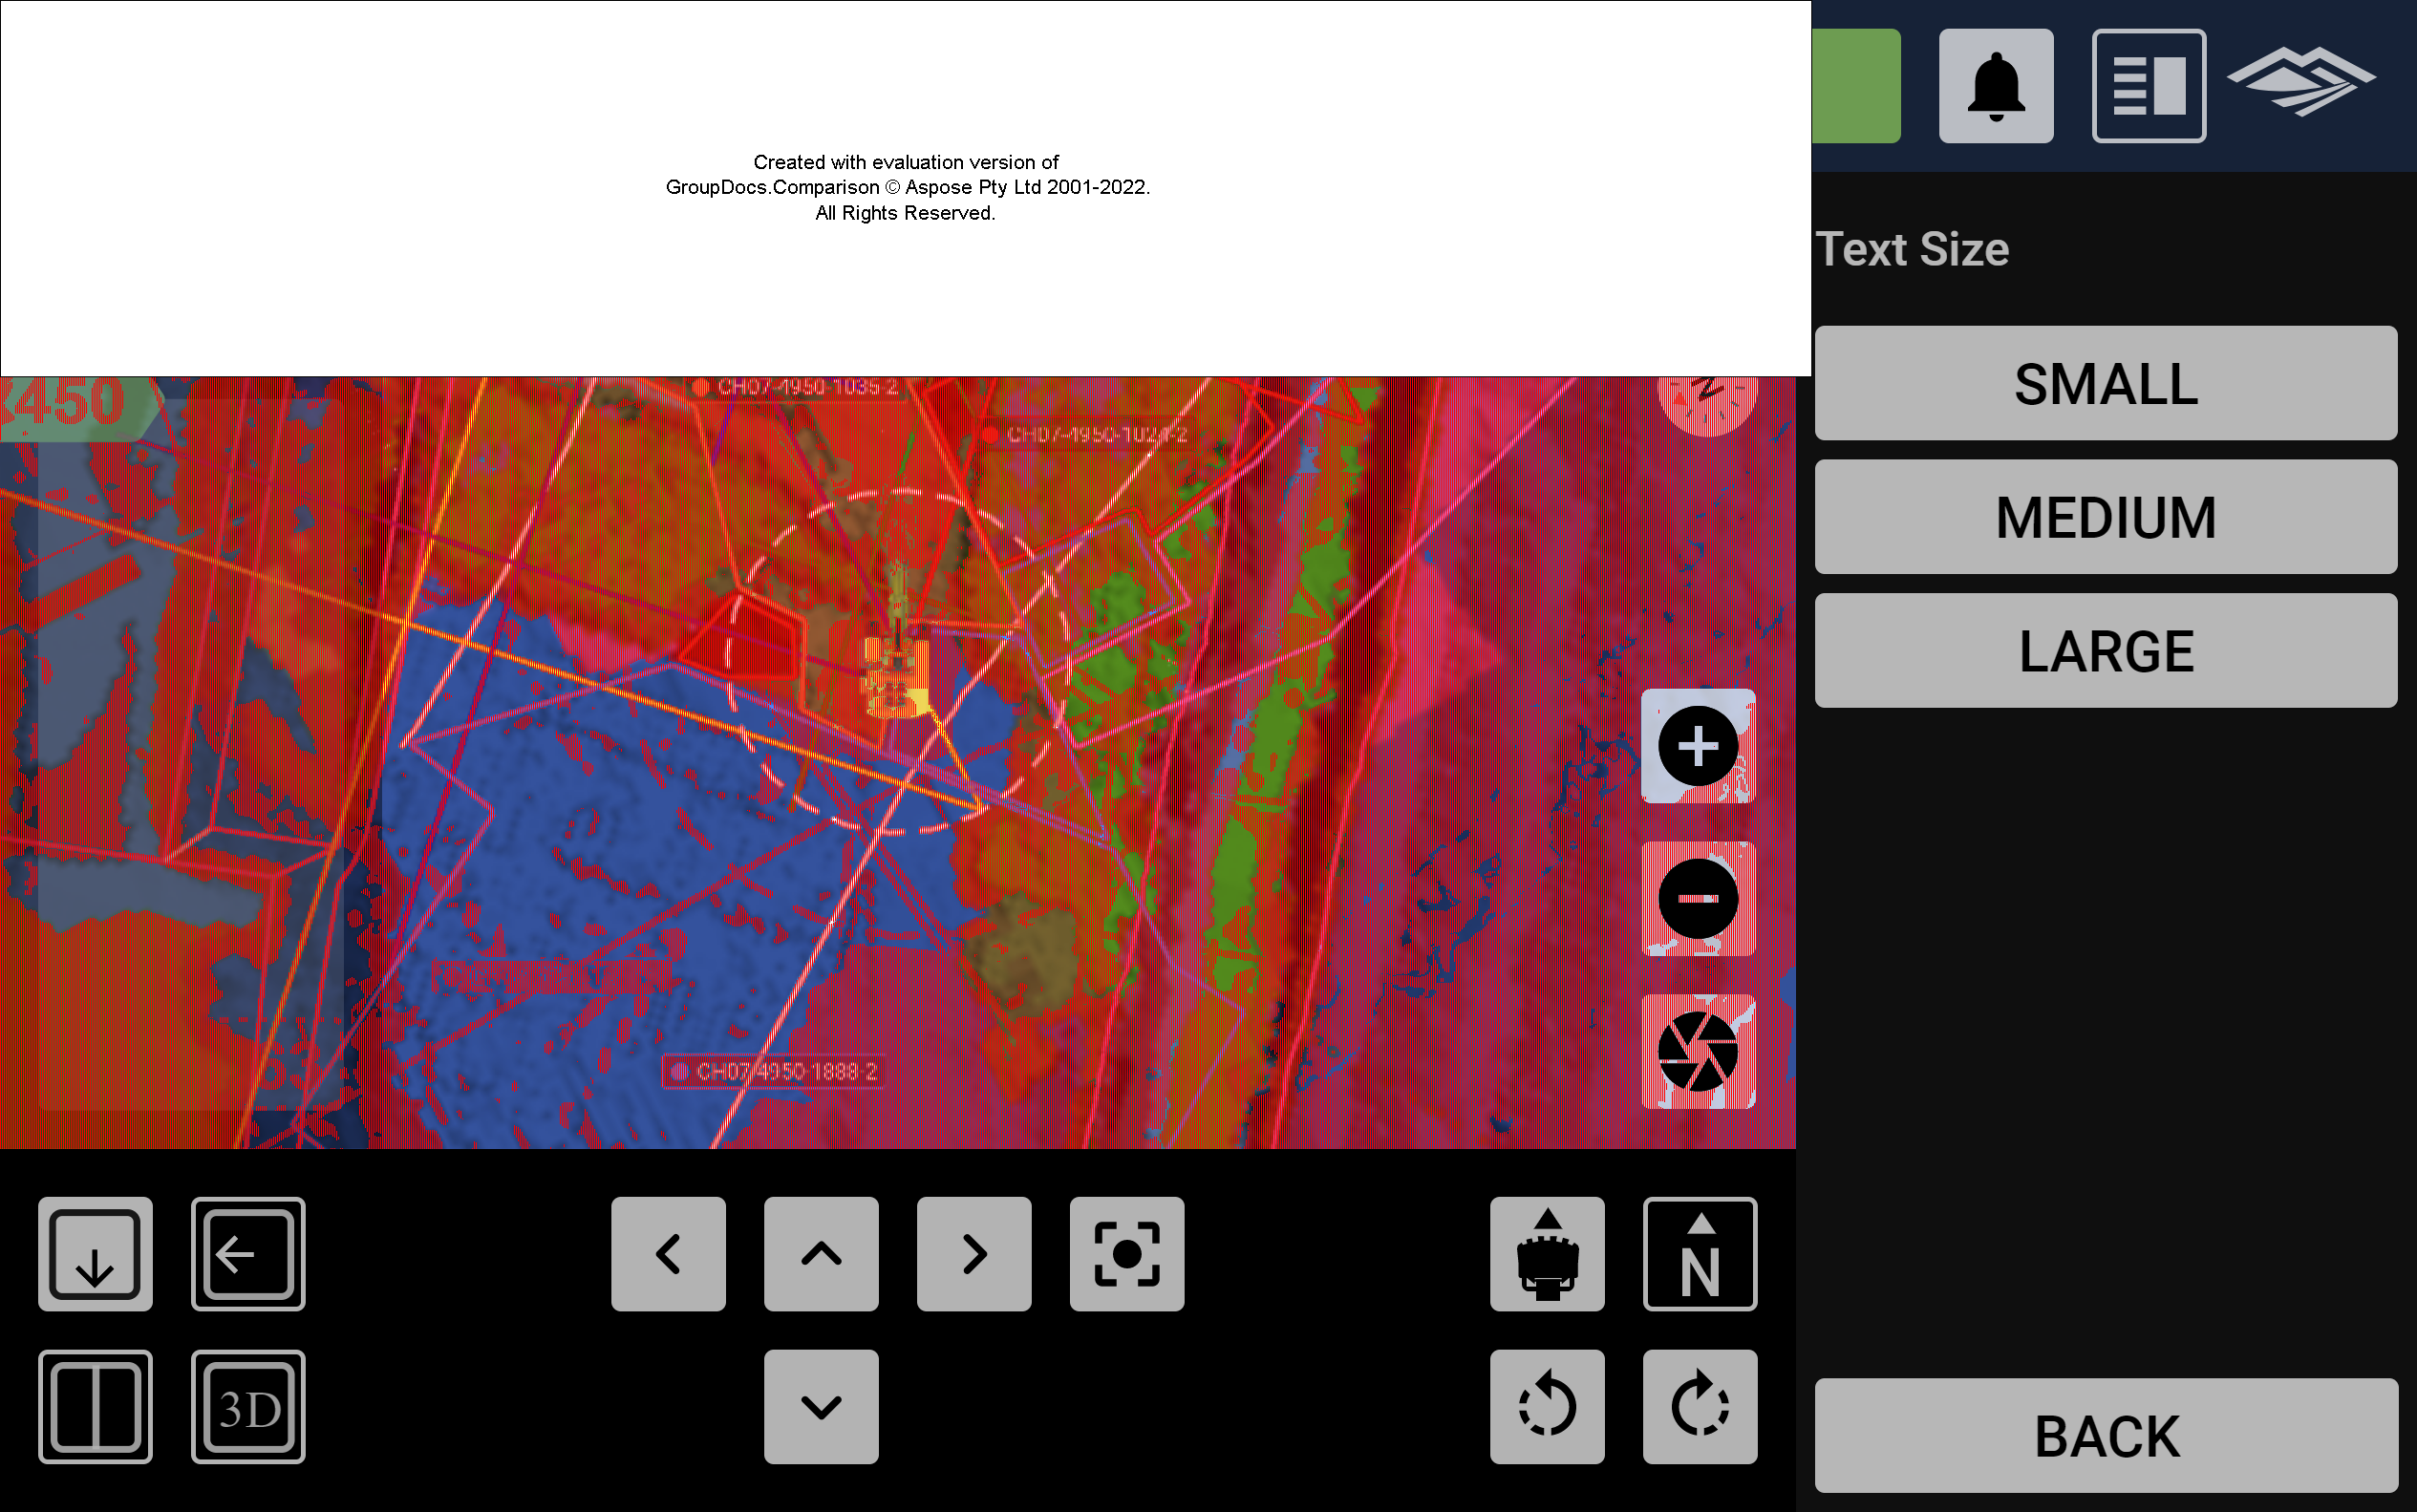 Created with evaluation version of
GroupDocs.Comparison © Aspose Pty Ltd 2001-2022.
All Rights Reserved.
Text Size
SMALL
MEDIUM
LARGE
450
CH07-4950-1035-2
CH07-4950-1024-2
CH07-4950-1888-2
N
3D
BACK